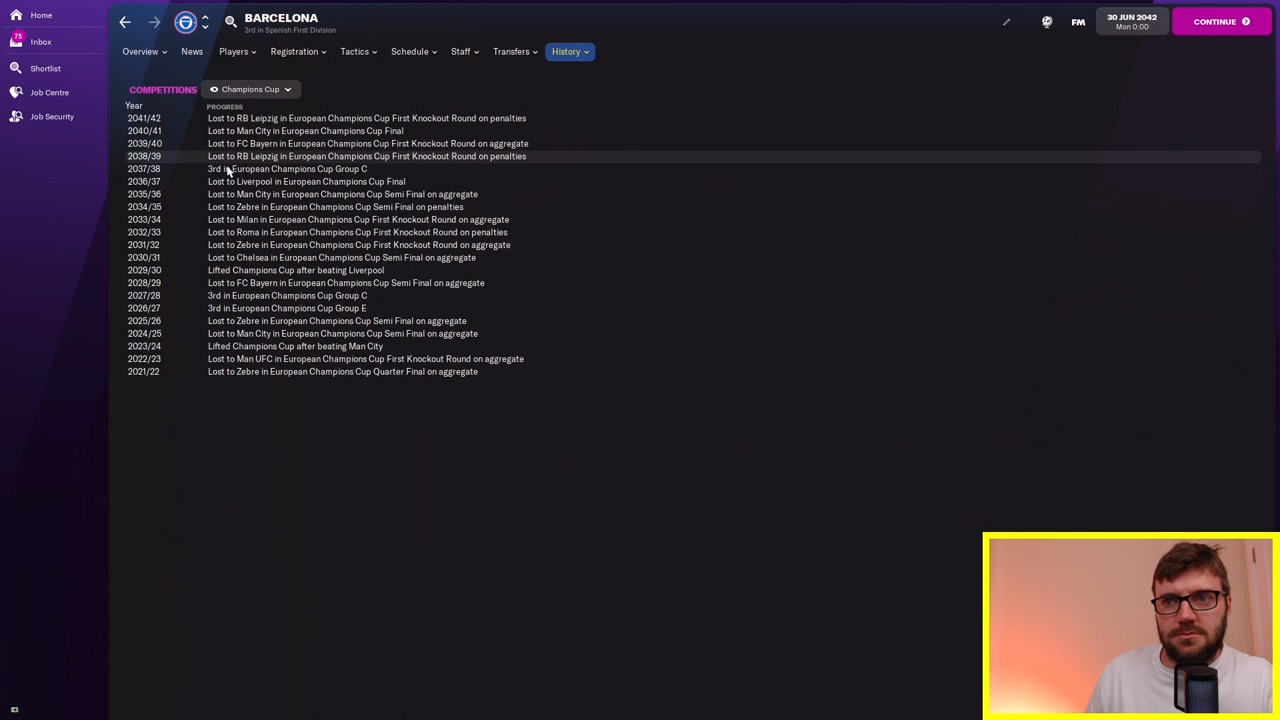 Home
BARCELONA
3rd in Spanish First Division
FM
30 JUN 2042
Mon 0:00
CONTINUE
75
Inbox
Overview
News
Players
Registration
Tactics
Schedule
Staff
Transfers
History
Shortlist
Job Centre
Job Security
COMPETITIONS
Champions Cup
Year PROGRESS
2041/42 Lost to RB Leipzig in European Champions Cup First Knockout Round on penalties
2040/41 Lost to Man City in European Champions Cup Final
2039/40 Lost to FC Bayern in European Champions Cup First Knockout Round on aggregate
2038/39 Lost to RB Leipzig in European Champions Cup First Knockout Round on penalties
2037/38 3rd in European Champions Cup Group C
2036/37 Lost to Liverpool in European Champions Cup Final
2035/36 Lost to Man City in European Champions Cup Semi Final on aggregate
2034/35 Lost to Zebre in European Champions Cup Semi Final on penalties
2033/34 Lost to Milan in European Champions Cup First Knockout Round on aggregate
2032/33 Lost to Roma in European Champions Cup First Knockout Round on penalties
2031/32 Lost to Zebre in European Champions Cup First Knockout Round on aggregate
2030/31 Lost to Chelsea in European Champions Cup Semi Final on aggregate
2029/30 Lifted Champions Cup after beating Liverpool
2028/29 Lost to FC Bayern in European Champions Cup Semi Final on aggregate
2027/28 3rd in European Champions Cup Group C
2026/27 3rd in European Champions Cup Group E
2025/26 Lost to Zebre in European Champions Cup Semi Final on aggregate
2024/25 Lost to Man City in European Champions Cup Semi Final on aggregate
2023/24 Lifted Champions Cup after beating Man City
2022/23 Lost to Man UFC in European Champions Cup First Knockout Round on aggregate
2021/22 Lost to Zebre in European Champions Cup Quarter Final on aggregate